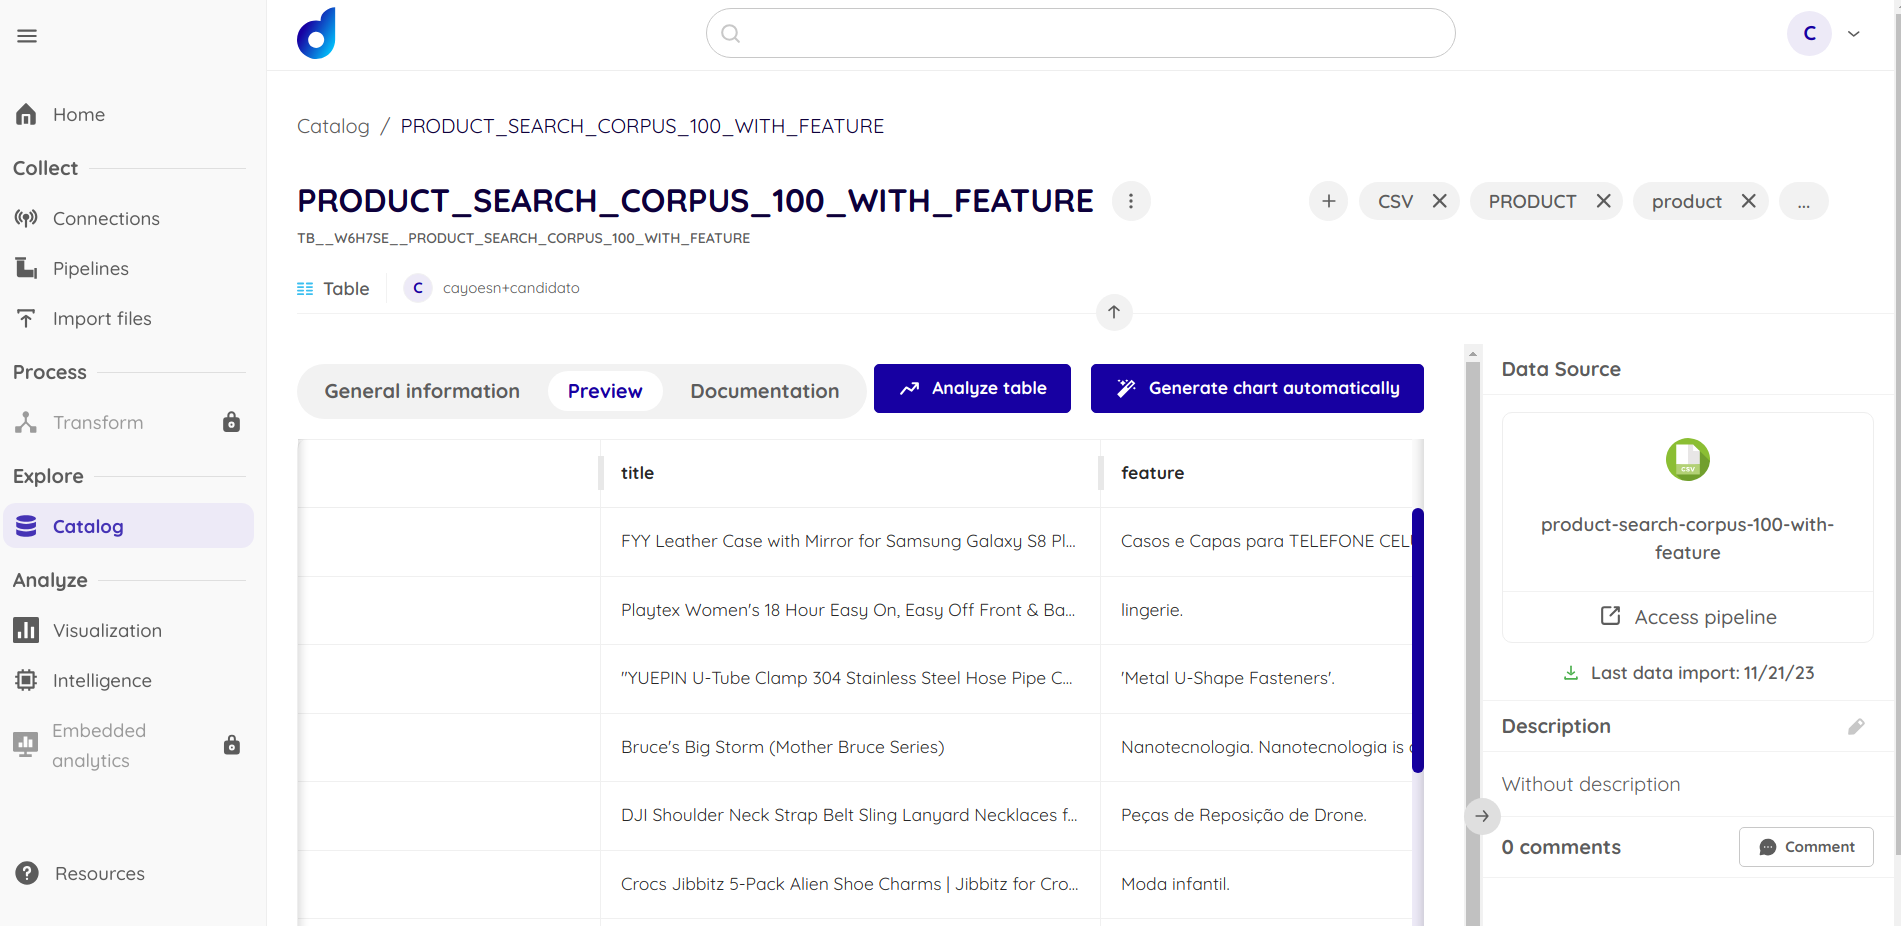 C
Home
Collect
Connections
Pipelines
Import files
Process
Transform
Explore
Catalog
Analyze
Visualization
Intelligence
Embedded
analytics
Resources
Catalog / PRODUCT_SEARCH_CORPUS_100_WITH_FEATURE
PRODUCT_SEARCH_CORPUS_100_WITH_FEATURE
CSV PRODUCT product ...
TB__W6H7SE__PRODUCT_SEARCH_CORPUS_100_WITH_FEATURE
Table C cayoesn+candidato
General information Preview Documentation Analyze table Generate chart automatically
title feature
FYY Leather Case with Mirror for Samsung Galaxy S8 Pl... Casos e Capas para TELEFONE
Playtex Women's 18 Hour Easy On, Easy Off Front & Ba... lingerie.
"YUEPIN U-Tube Clamp 304 Stainless Steel Hose Pipe C... 'Metal U-Shape Fasteners'.
Bruce's Big Storm (Mother Bruce Series) Nanotecnologia. Nanotecnologia is
DJI Shoulder Neck Strap Belt Sling Lanyard Necklaces f... Peças de Reposição de Drone.
Crocs Jibbitz 5-Pack Alien Shoe Charms | Jibbitz for Cro... Moda infantil.
Data Source
CSV
product-search-corpus-100-with-
feature
Access pipeline
Last data import: 11/21/23
Description
Without description
0 comments Comment